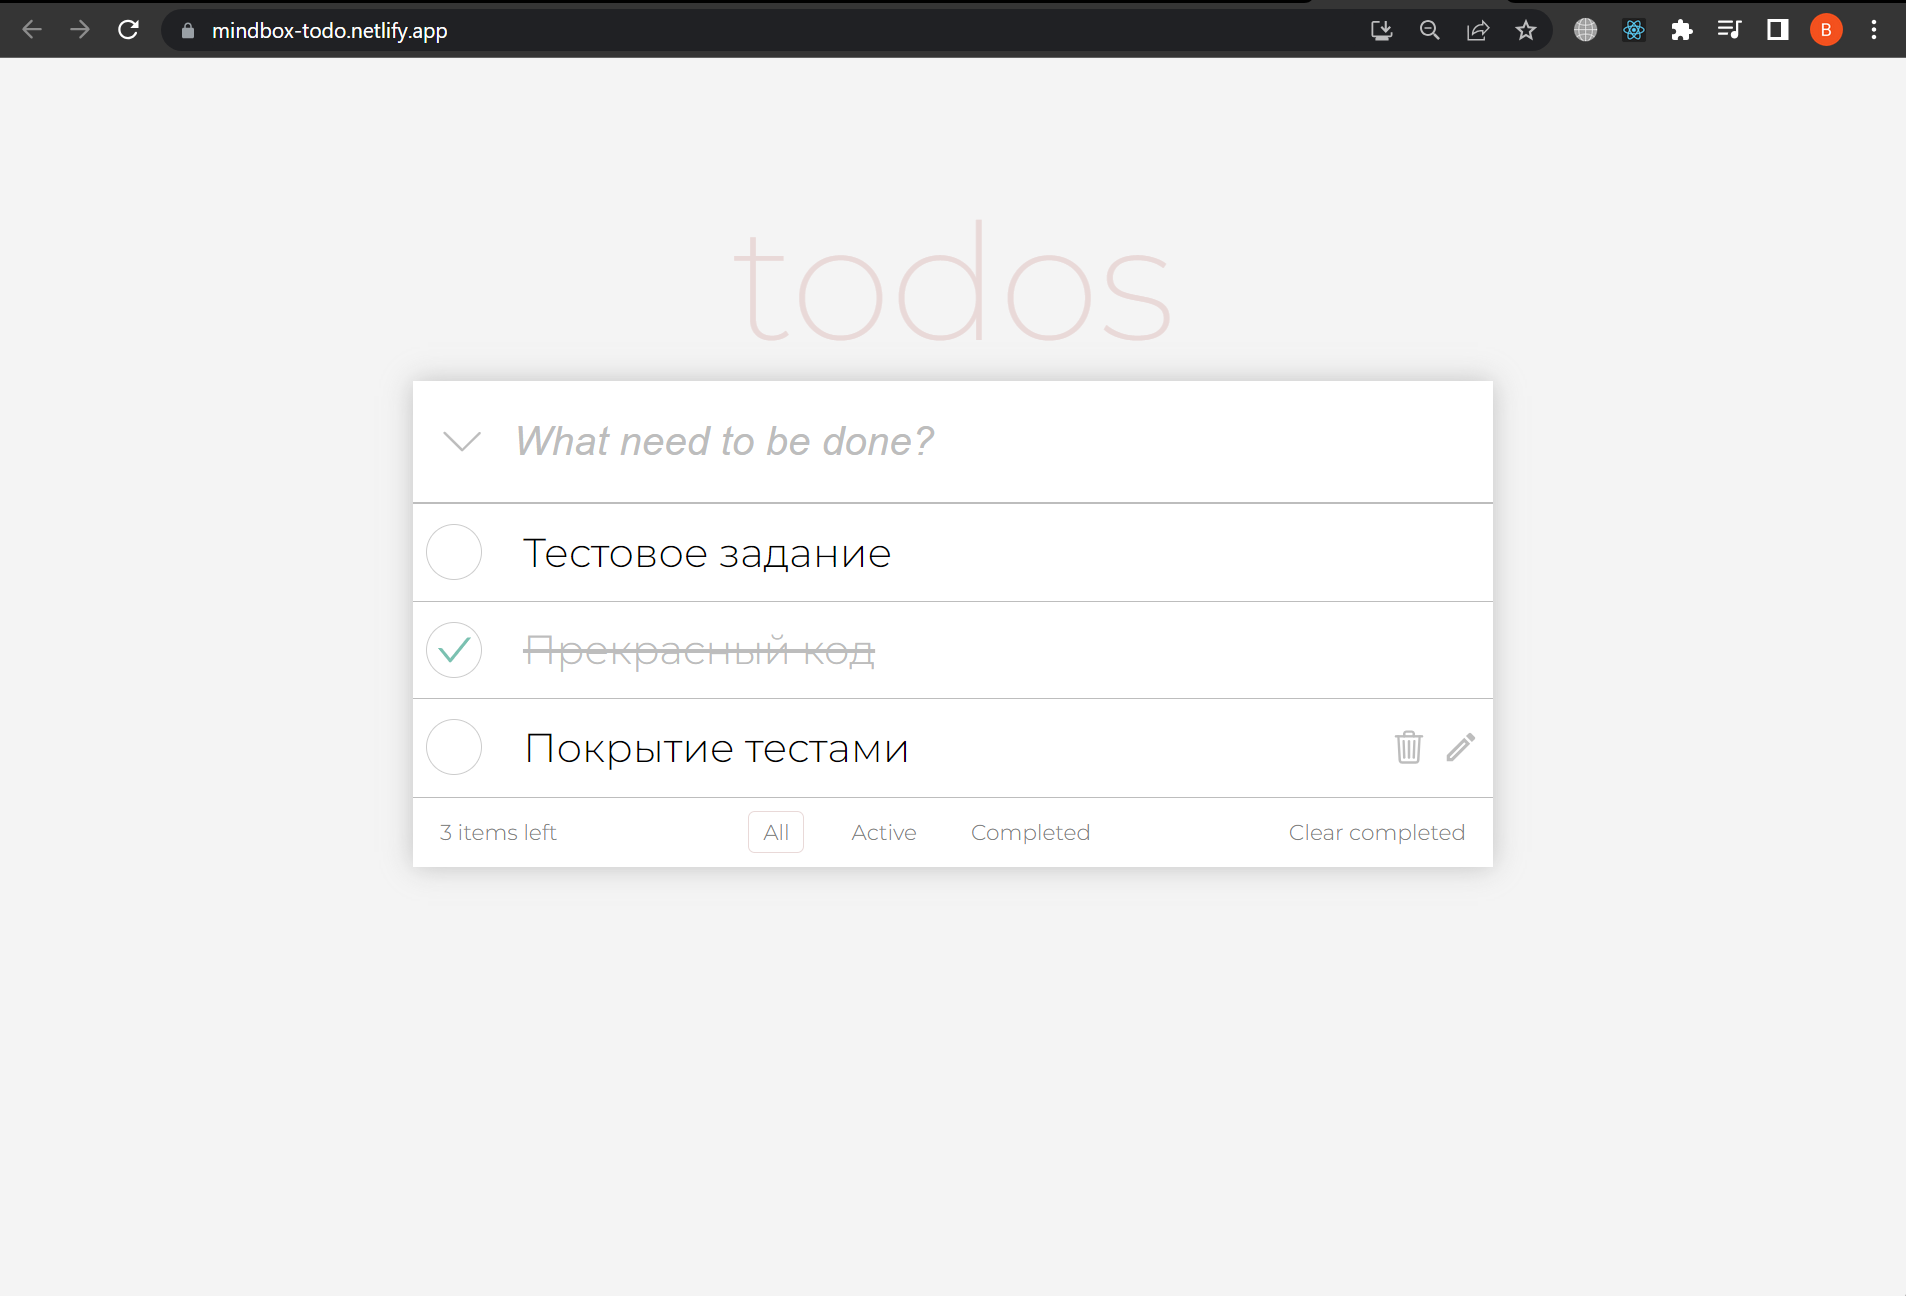 mindbox-todo.netlify.app
B
todos
What need to be done?
Тестовое задание
Прекрасный код
Покрытие тестами
3 items left All Active Completed Clear completed